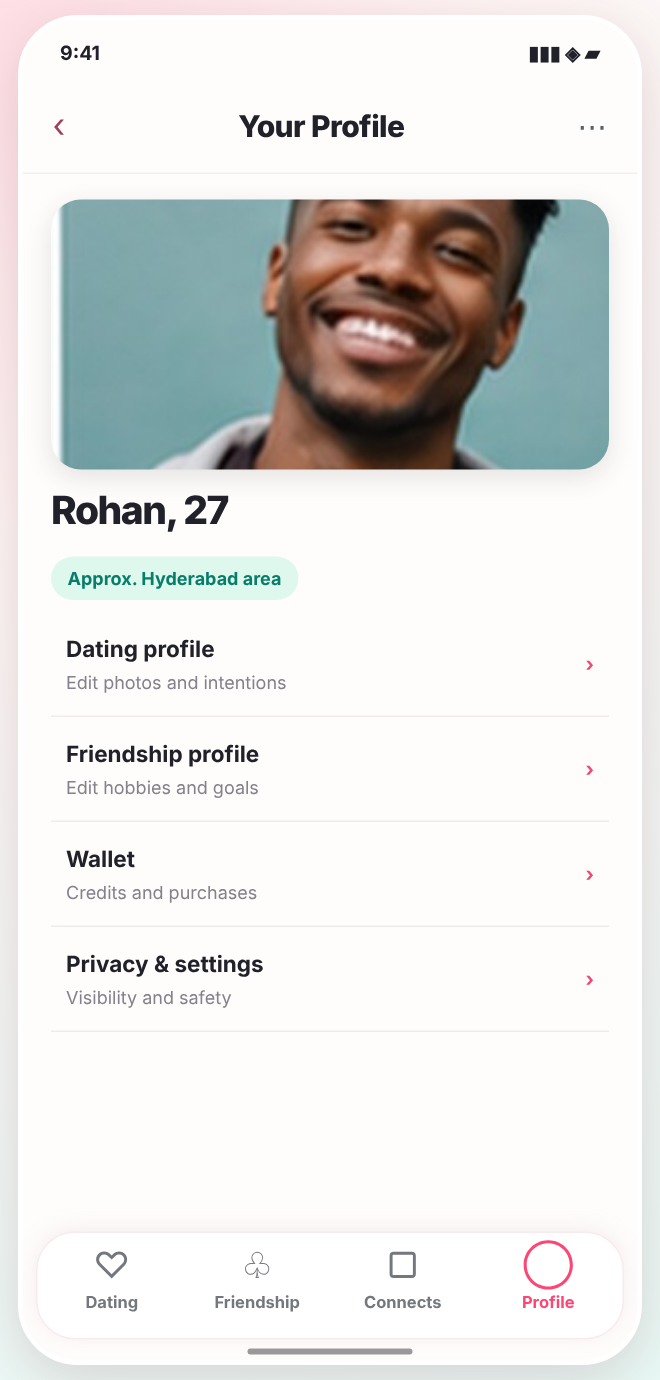 9:41
Your Profile
Rohan, 27
Approx. Hyderabad area
Dating profile
Edit photos and intentions
Friendship profile
Edit hobbies and goals
Wallet
Credits and purchases
Privacy & settings
Visibility and safety
Dating Friendship Connects Profile